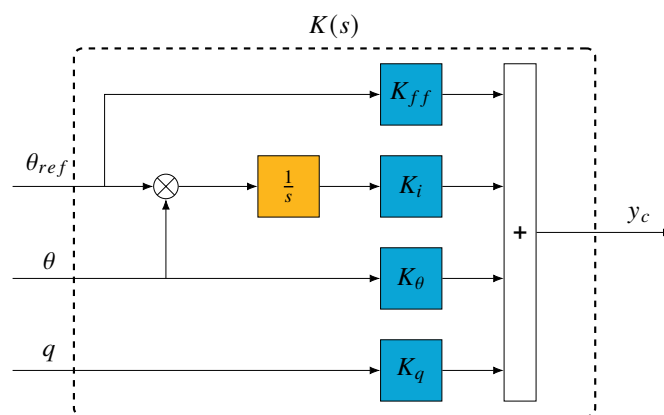 K(s)
K_{ff}
θ_{ref}
1/s
K_i
y_c
+
θ
K_θ
q
K_q